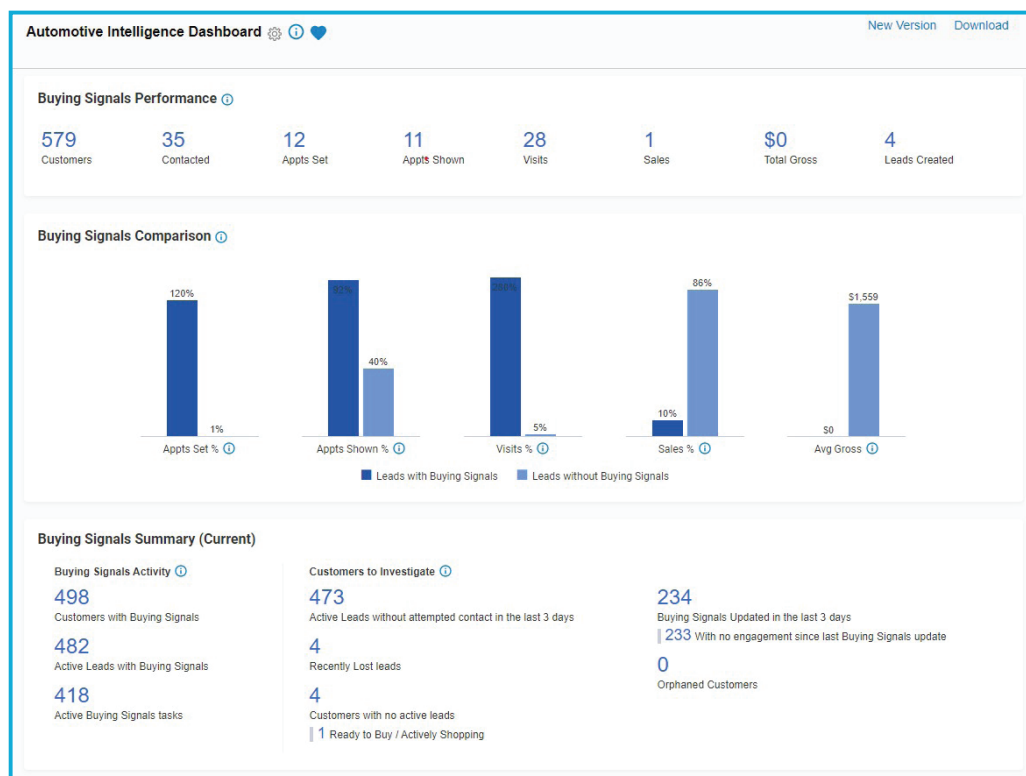 Automotive Intelligence Dashboard
New Version Download
Buying Signals Performance
579 35 12 11 28 1 $0 4
Customers Contacted Appts Set Appts Shown Visits Sales Total Gross Leads Created
Buying Signals Comparison
120% 1%
92% 40%
5%
10% 86%
$0 $1,559
Appts Set % Appts Shown % Visits % Sales % Avg Gross
Leads with Buying Signals Leads without Buying Signals
Buying Signals Summary (Current)
Buying Signals Activity
498
Customers with Buying Signals
482
Active Leads with Buying Signals
418
Active Buying Signals tasks
Customers to Investigate
473
Active Leads without attempted contact in the last 3 days
4
Recently Lost leads
4
Customers with no active leads
1 Ready to Buy / Actively Shopping
234
Buying Signals Updated in the last 3 days
233 With no engagement since last Buying Signals update
0
Orphaned Customers